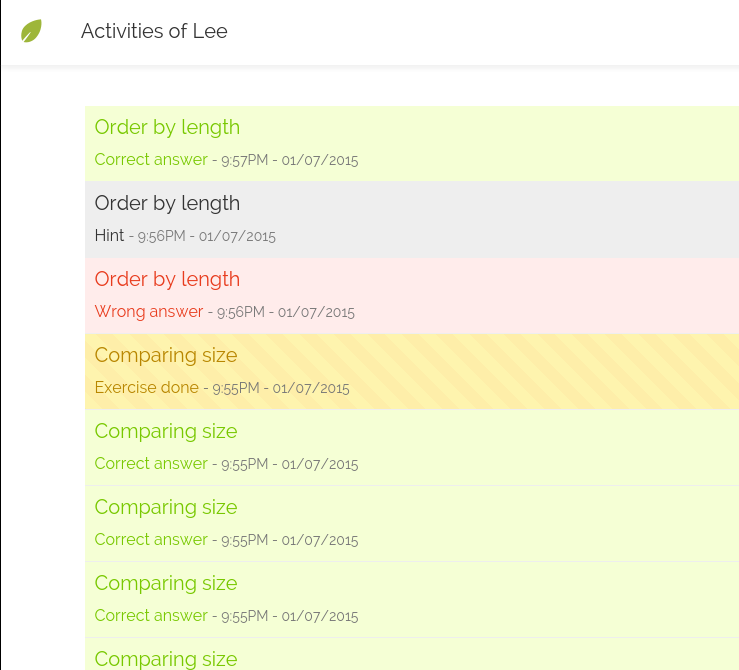 Activities of Lee
Order by length
Correct answer - 9:57PM - 01/07/2015
Order by length
Hint - 9:56PM - 01/07/2015
Order by length
Wrong answer - 9:56PM - 01/07/2015
Comparing size
Exercise done - 9:55PM - 01/07/2015
Comparing size
Correct answer - 9:55PM - 01/07/2015
Comparing size
Correct answer - 9:55PM - 01/07/2015
Comparing size
Correct answer - 9:55PM - 01/07/2015
Comparing size